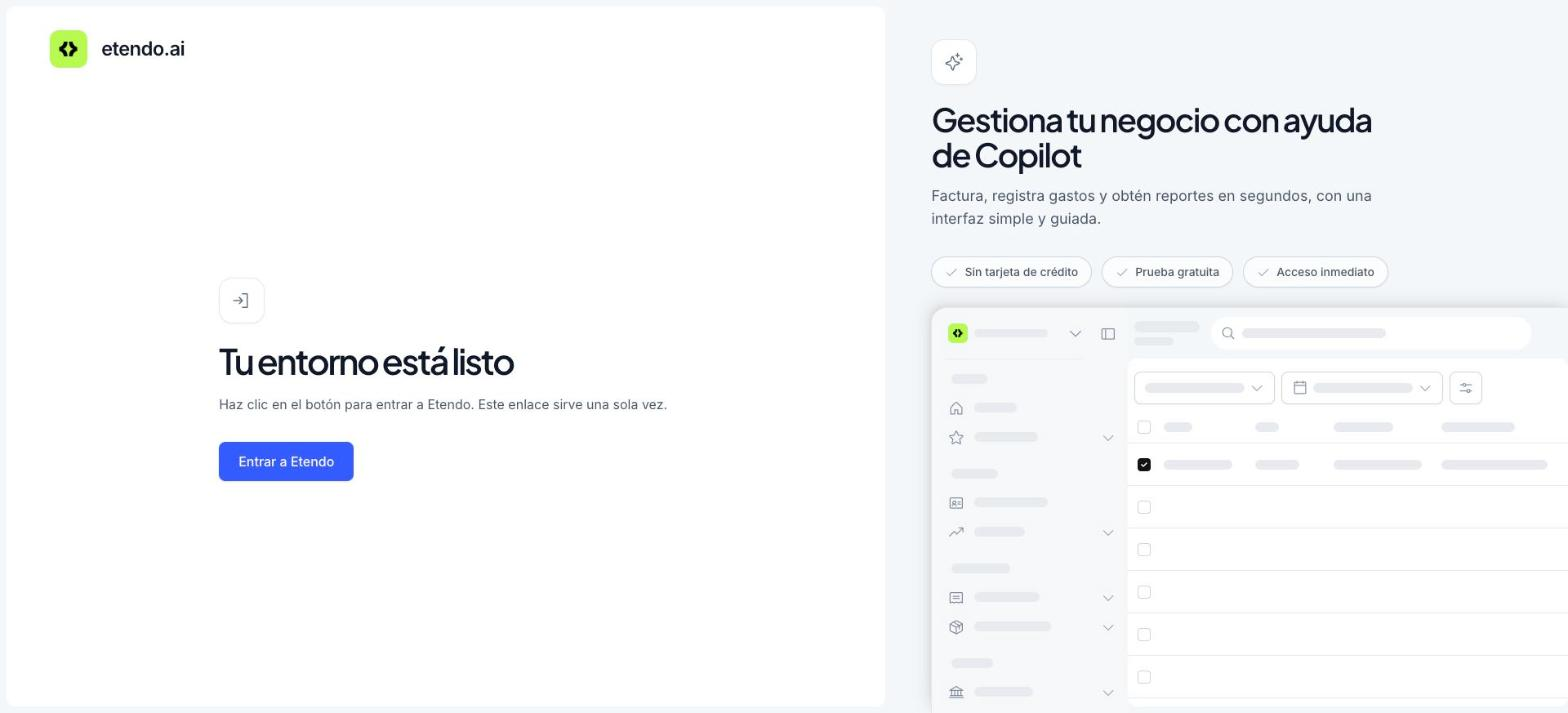 etendo.ai
Tu entorno está listo
Haz clic en el botón para entrar a Etendo. Este enlace sirve una sola vez.
Entrar a Etendo
Gestiona tu negocio con ayuda
de Copilot
Factura, registra gastos y obtén reportes en segundos, con una
interfaz simple y guiada.
Sin tarjeta de crédito
Prueba gratuita
Acceso inmediato